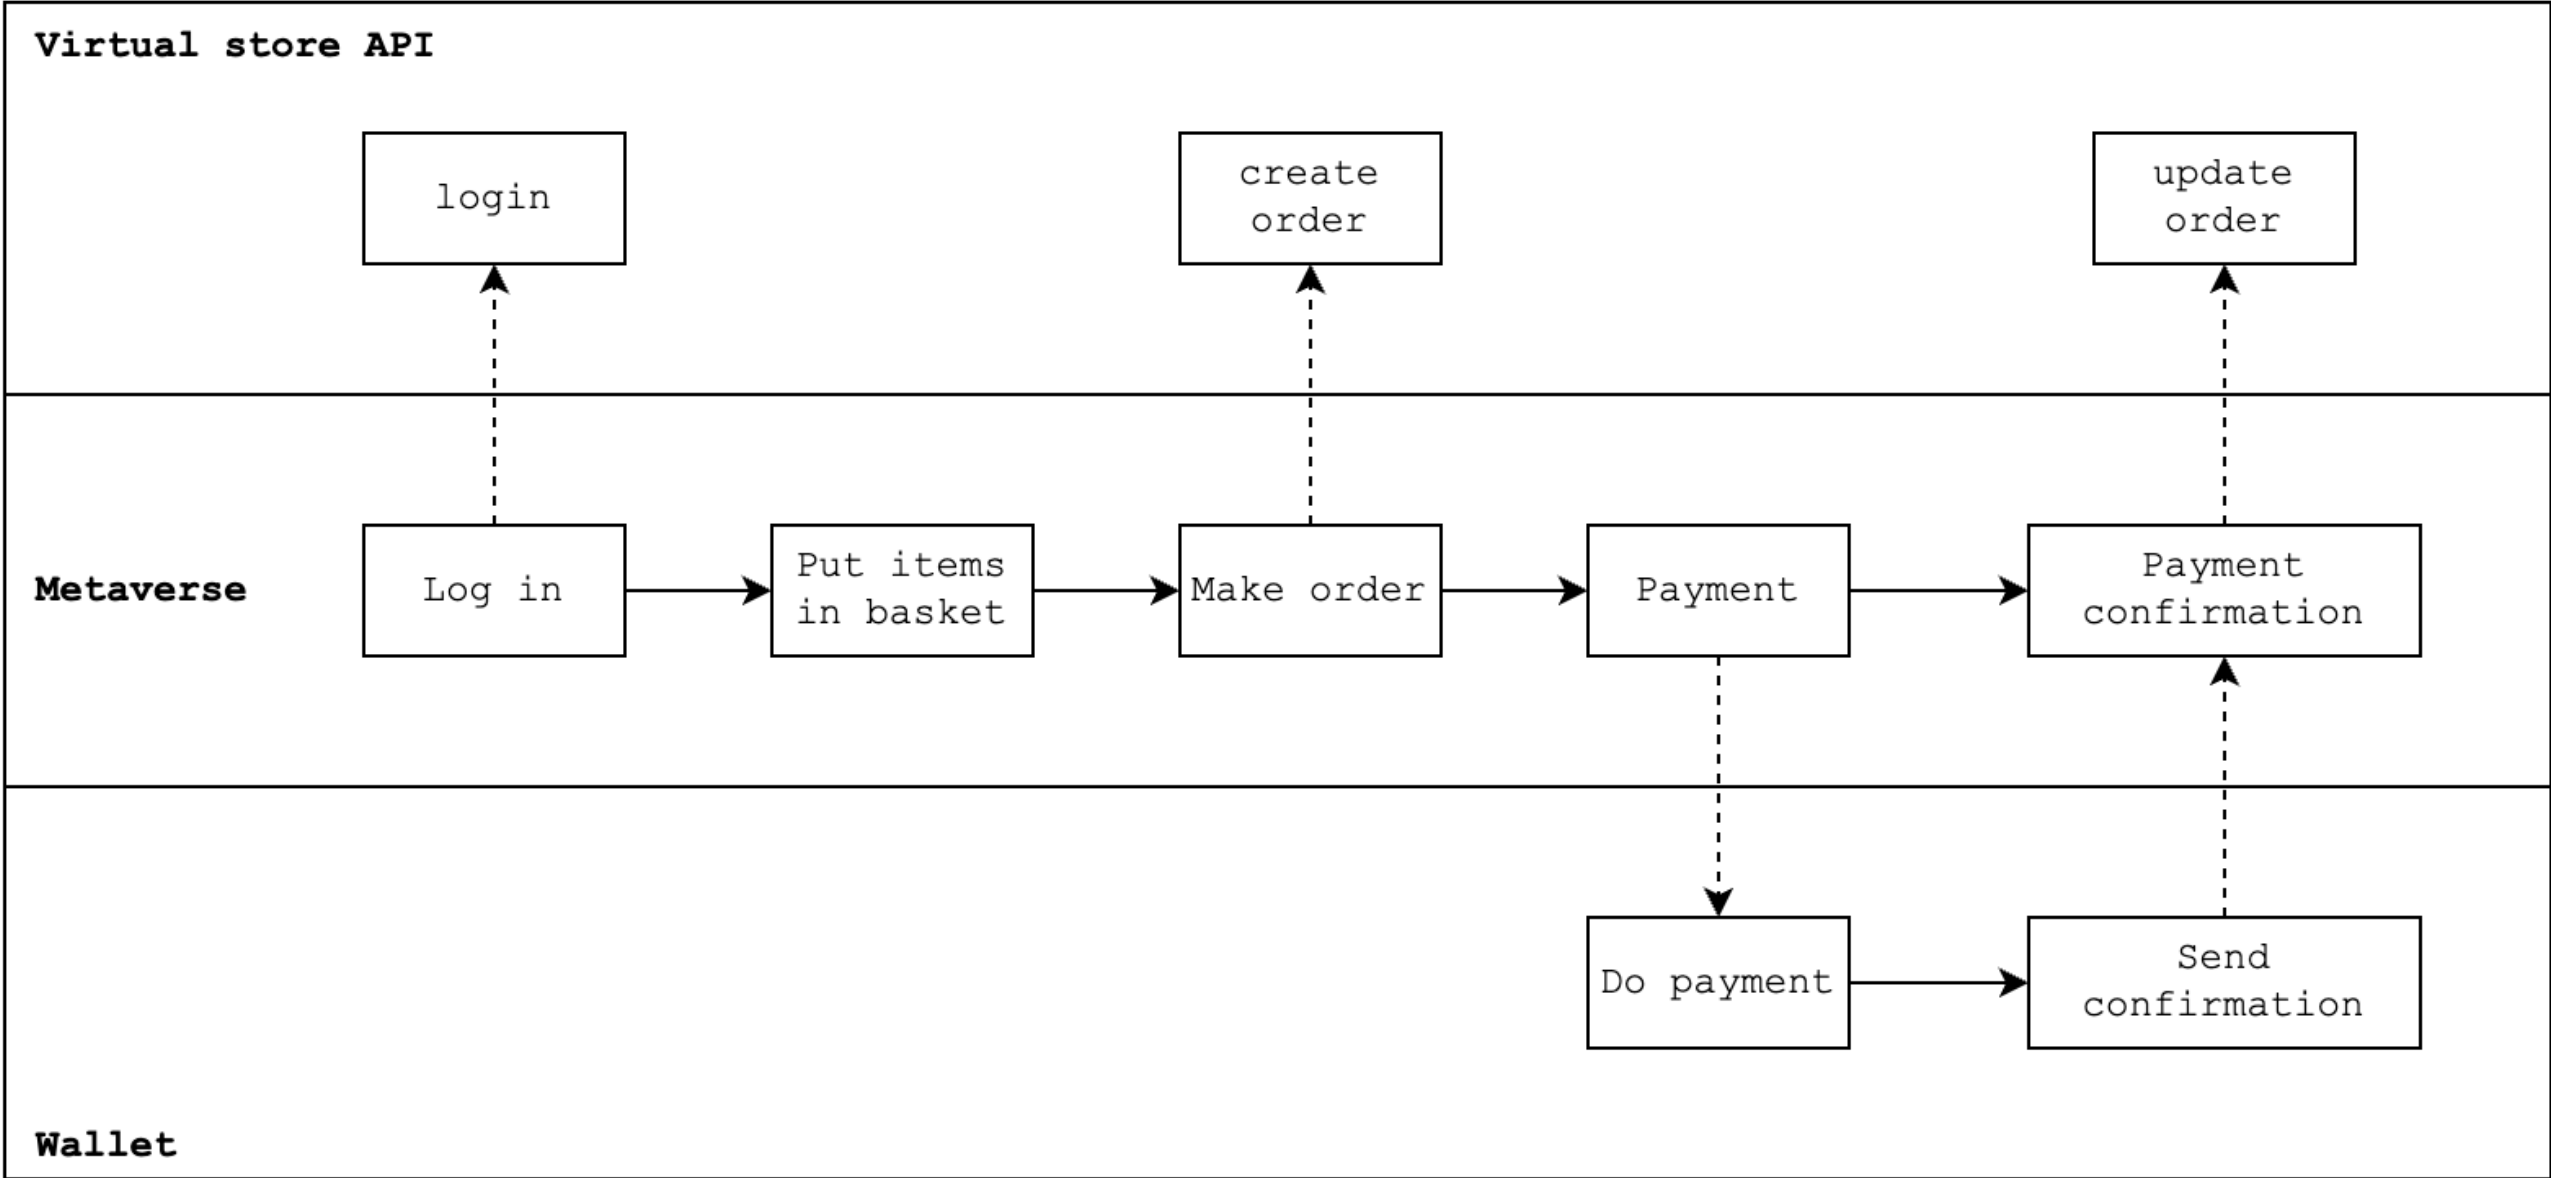 Virtual store API
login
create
order
update
order
Metaverse
Log in
Put items
in basket
Make order
Payment
Payment
confirmation
Do payment
Send
confirmation
Wallet